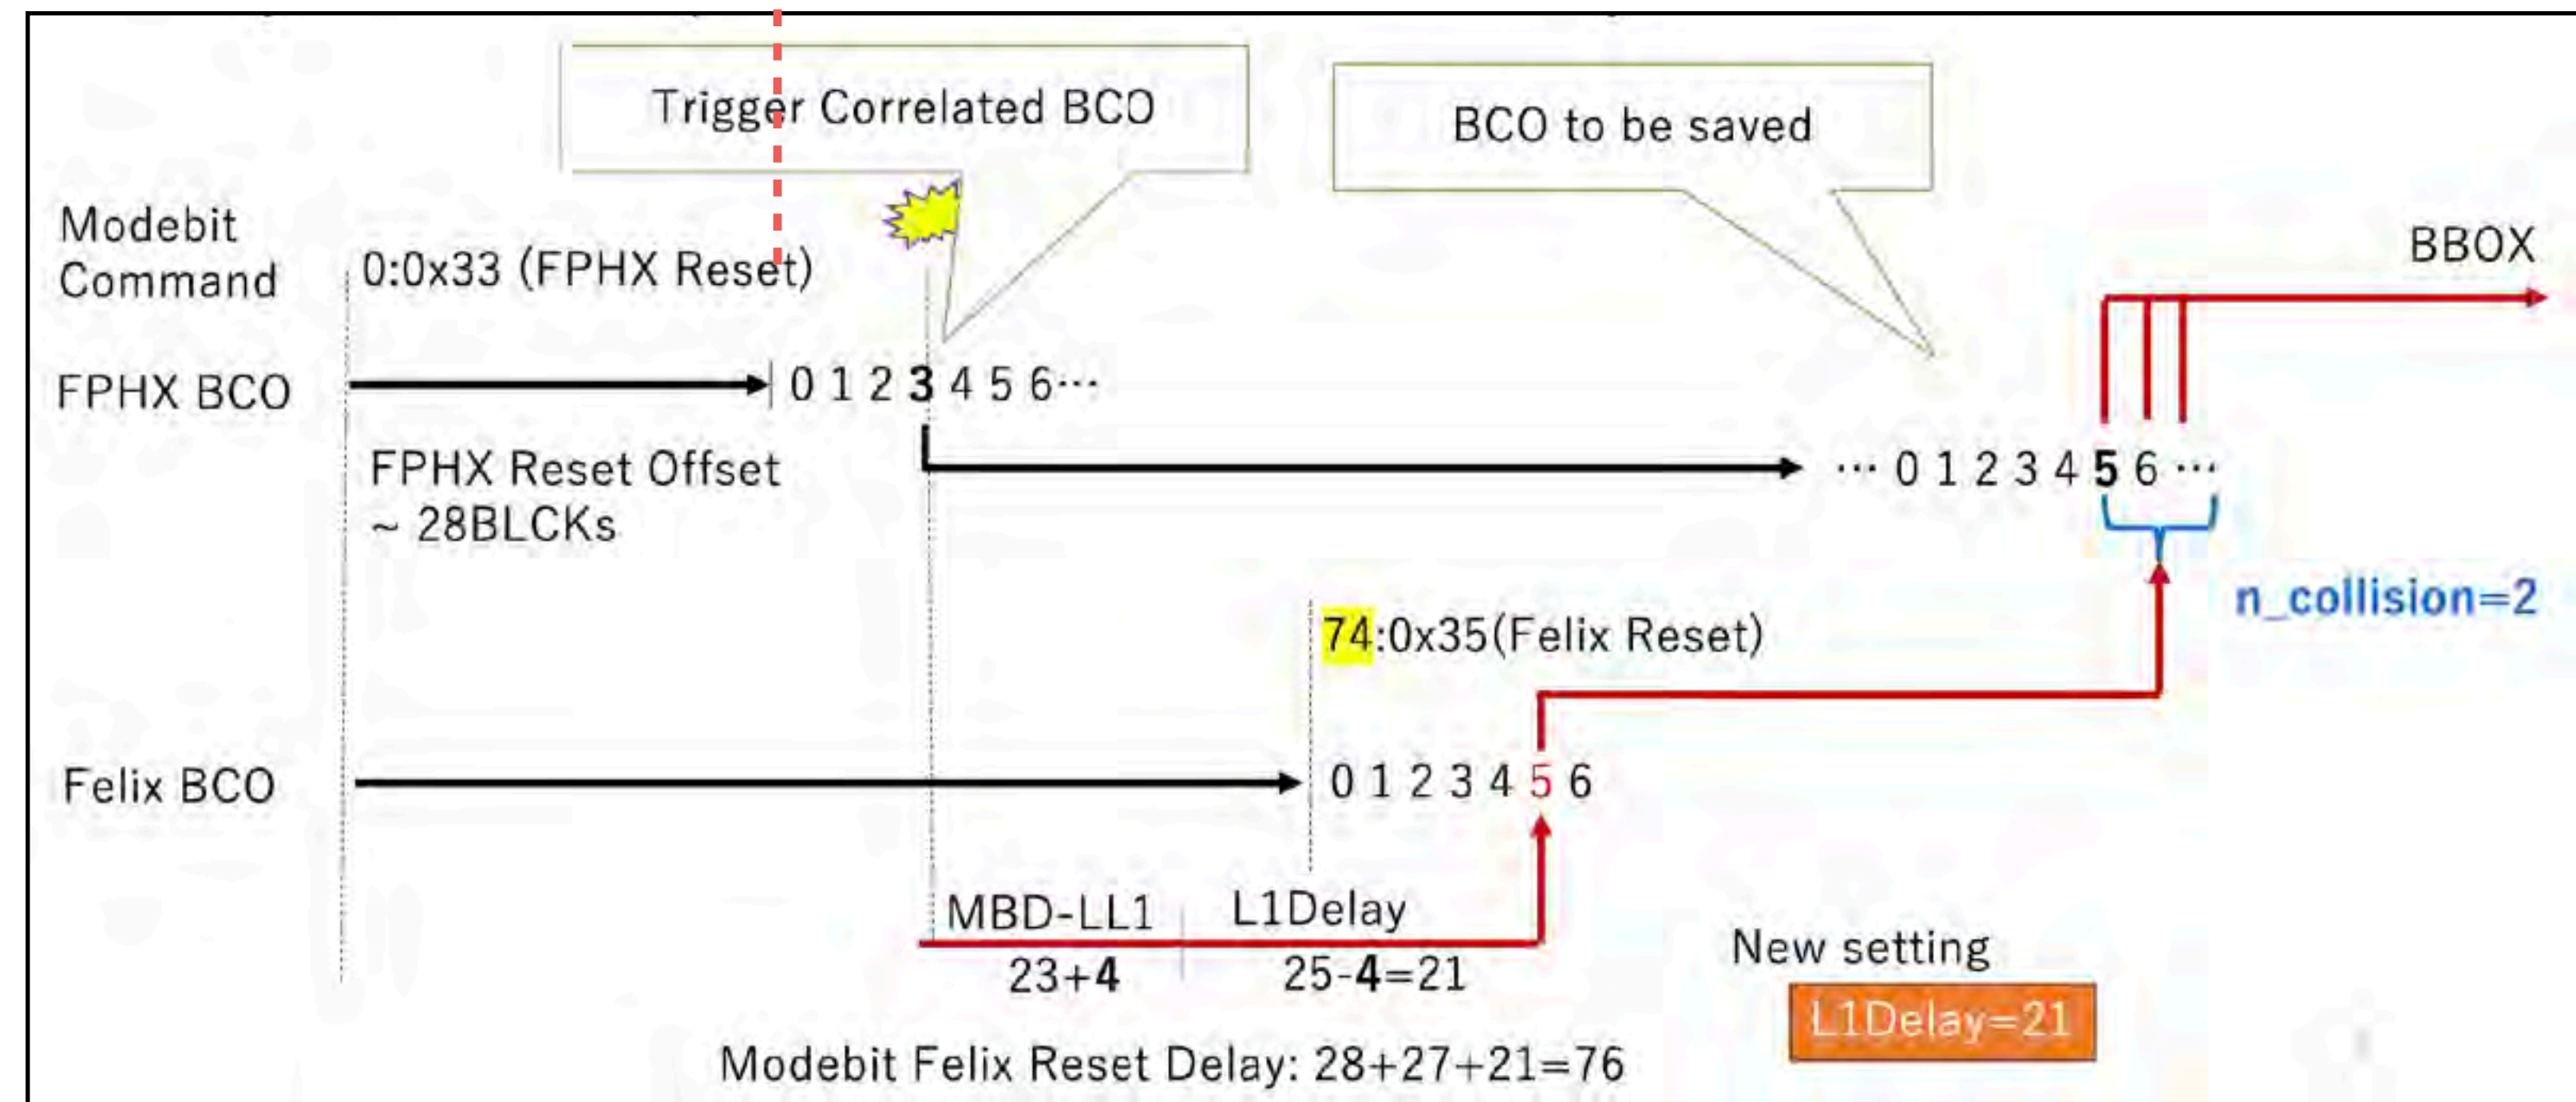 Trigger Correlated BCO
BCO to be saved
Modebit
Command
0:0x33 (FPHX Reset)
BBOX
FPHX BCO
0 1 2 3 4 5 6…
FPHX Reset Offset
~ 28BLCKs
… 0 1 2 3 4 5 6 …
n_collision=2
74:0x35(Felix Reset)
Felix BCO
0 1 2 3 4 5 6
MBD-LL1
L1Delay
23+4
25-4=21
New setting
L1Delay=21
Modebit Felix Reset Delay: 28+27+21=76